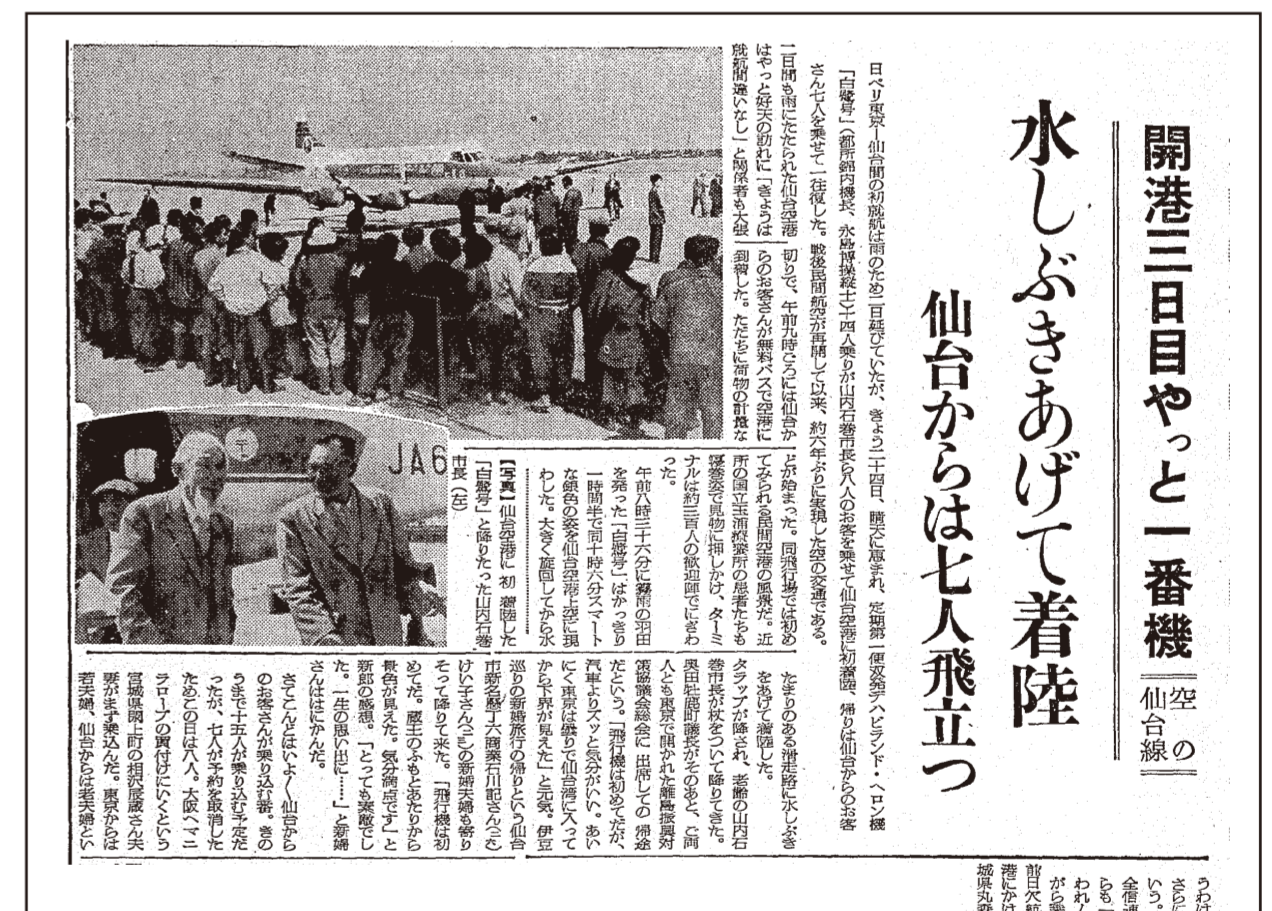 開港三日目やっと一番機
空の
仙台線
水しぶきあげて着陸
仙台からは七人飛立つ
日ペリ東京―仙台間の初就航は雨のため二日延びていたが、きょう二十四日、晴天に恵まれ、定期第一便双発デハビランド・ヘロン機
「白鷺号」(都所錦内機長、永島博操縦士)十四人乗りが山内石巻市長ら八人のお客を乗せて仙台空港に初着陸、帰りは仙台からのお客
さん七人を乗せて一往復した。戦後民間航空が再開して以来、約六年ぶりに実現した空の交通である。
二日間も雨にたたられた仙台空港
はやっと好天の訪れに「きょうは
就航間違いなし」と関係者も大張
切りで、午前九時ごろには仙台か
らのお客さんが無料バスで空港に
到着した。ただちに荷物の計量な
どが始まった。同飛行場では初め
てみられる民間空港の風景だ。近
所の国立玉浦療養所の患者たちも
寝巻姿で見物に押しかけ、ターミ
ナルは約三百人の歓迎陣でにぎわ
った。
午前八時三十六分に霧雨の羽田
を発った「白鷺号」はかっきり
一時間半で同十時六分スマート
な銀色の姿を仙台空港上空に現
わした。大きく旋回してから水
【写真】仙台空港に初着陸した
「白鷺号」と降りたった山内石巻
市長(左)
JA6
たまりのある滑走路に水しぶき
をあげて着陸した。
タラップが降され、老齢の山内石
巻市長が杖をついて降りてきた。
奥田牡鹿町議長がそのあと、ご両
人とも東京で開かれた離島振興対
策協議会総会に出席しての帰途
だという。「飛行機は初めてだが、
汽車よりズッと気分がいい。あい
にく東京は曇りで仙台湾に入って
から下界が見えた」と元気。伊豆
巡りの新婚旅行の帰りという仙台
市新名懸丁六商業石川記さん
けい子さんの新婚夫婦も寄り
そって降りて来た。「飛行機は初
めてだ。蔵王のふもとあたりから
景色が見えた。気分満点です」と
新郎の感想。「とっても素敵でし
た。一生の思い出に……」と新婦
さんははにかんだ。
さてこんどはいよ〳〵仙台から
のお客さんが乗り込む番。きの
うまで十五人が乗り込む予定だ
ったが、七人が予約を取消した
ためこの日は八人。大阪へマニ
ラロープの買付けにいくという
宮城県閖上町の相沢辰蔵さん夫
妻がまず乗込んだ。東京からは
若夫婦、仙台からは老夫婦とい
うわけ
さらに
いう。
全信連
らも一
われん
がら
前日欠航
港にかけ
城県丸森